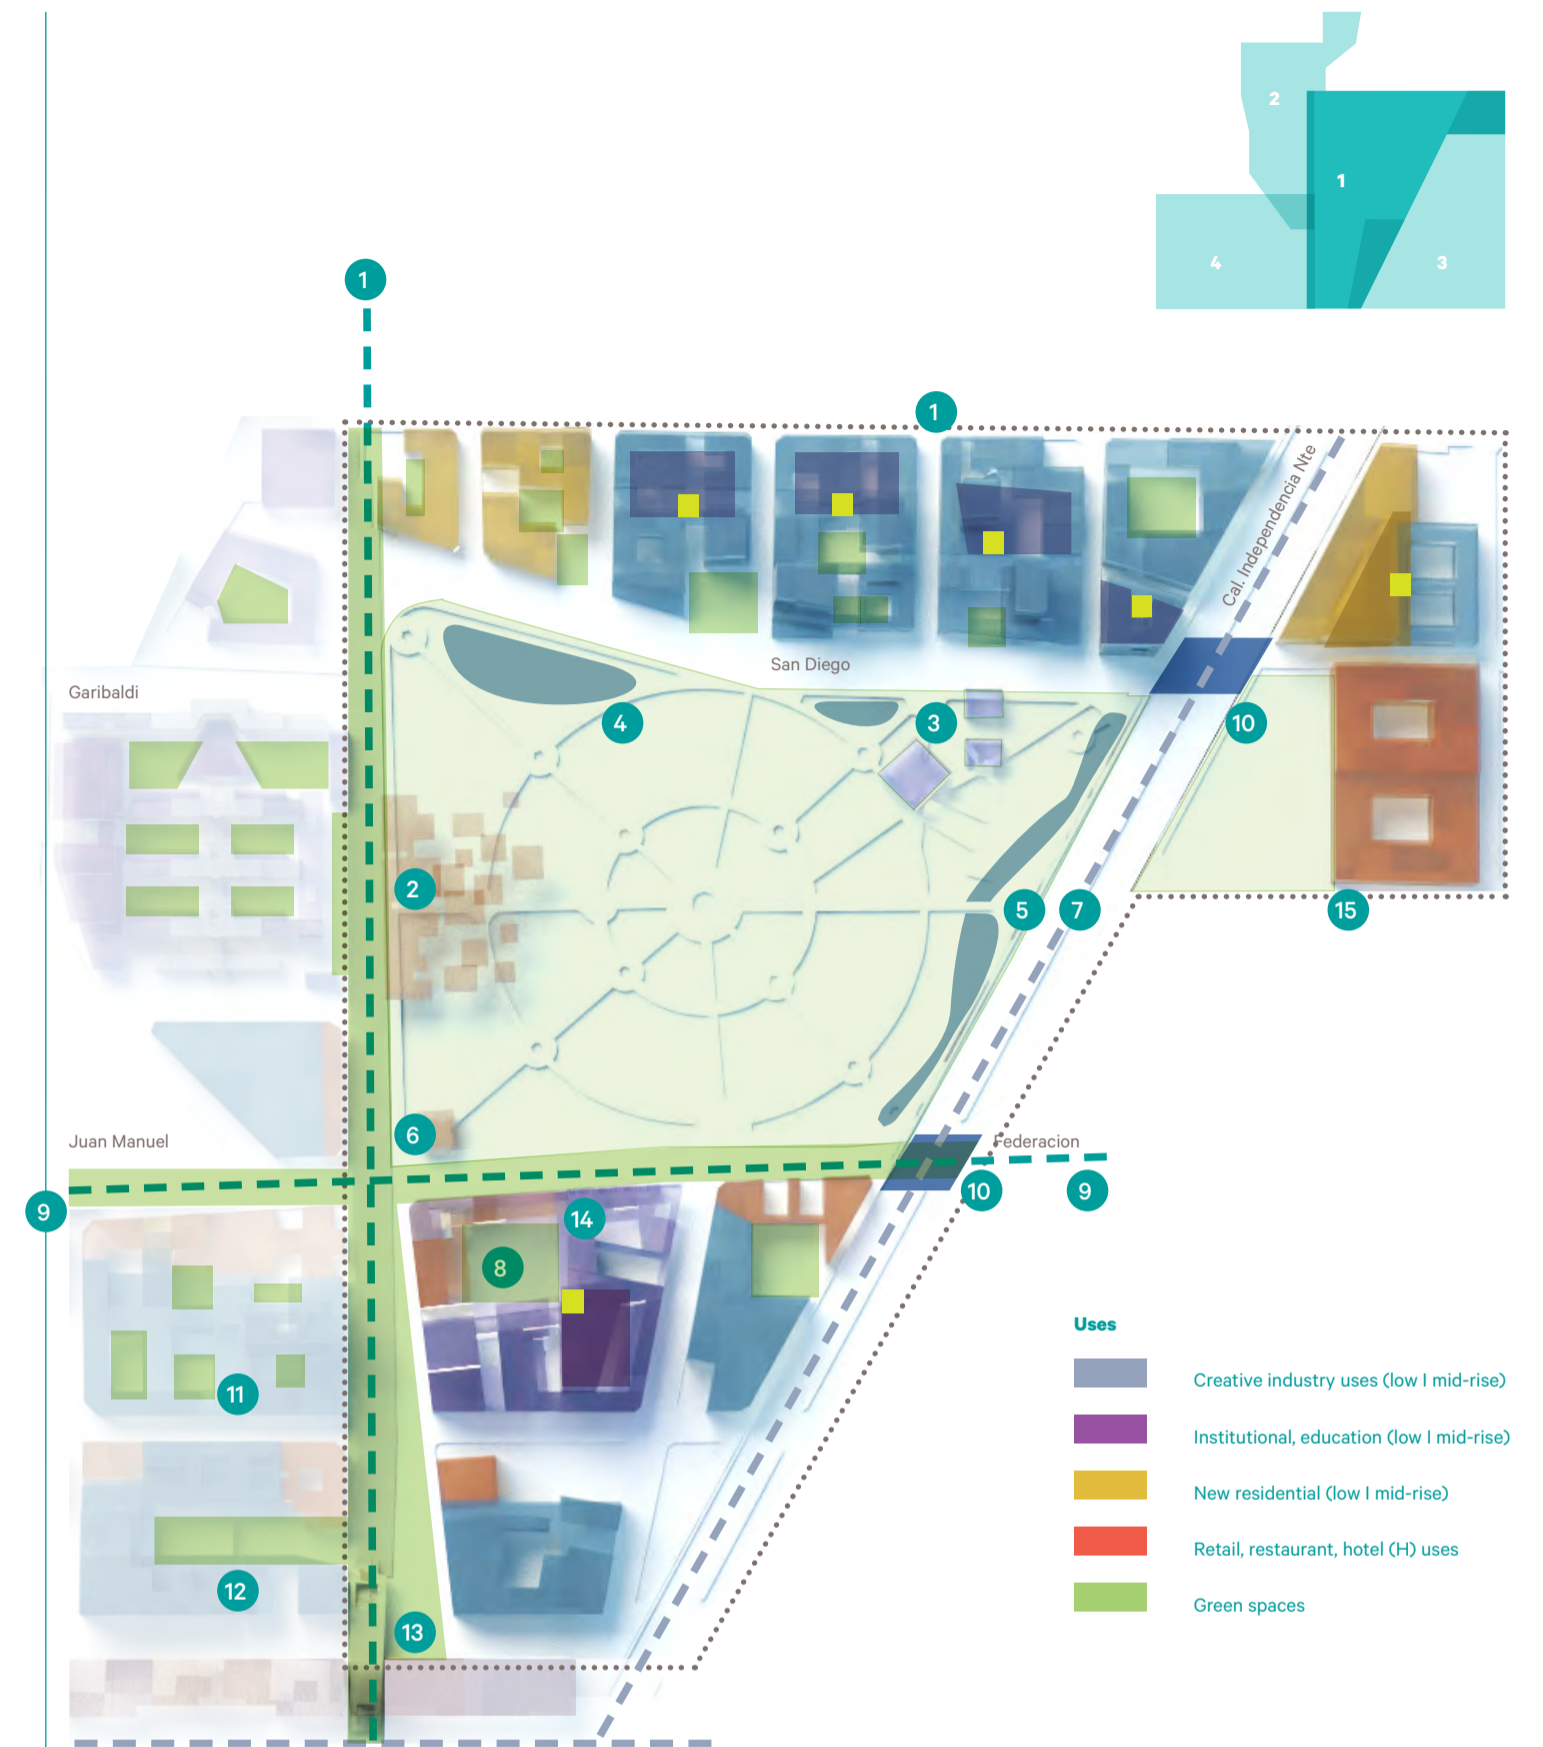 2
1
4
3
1
1
Cal. Independencia Nte
San Diego
Garibaldi
4
3
10
2
5
7
15
6
Juan Manuel
Federacion
9
10
9
14
8
Uses
Creative industry uses (low I mid-rise)
11
Institutional, education (low I mid-rise)
New residential (low I mid-rise)
Retail, restaurant, hotel (H) uses
12
Green spaces
13